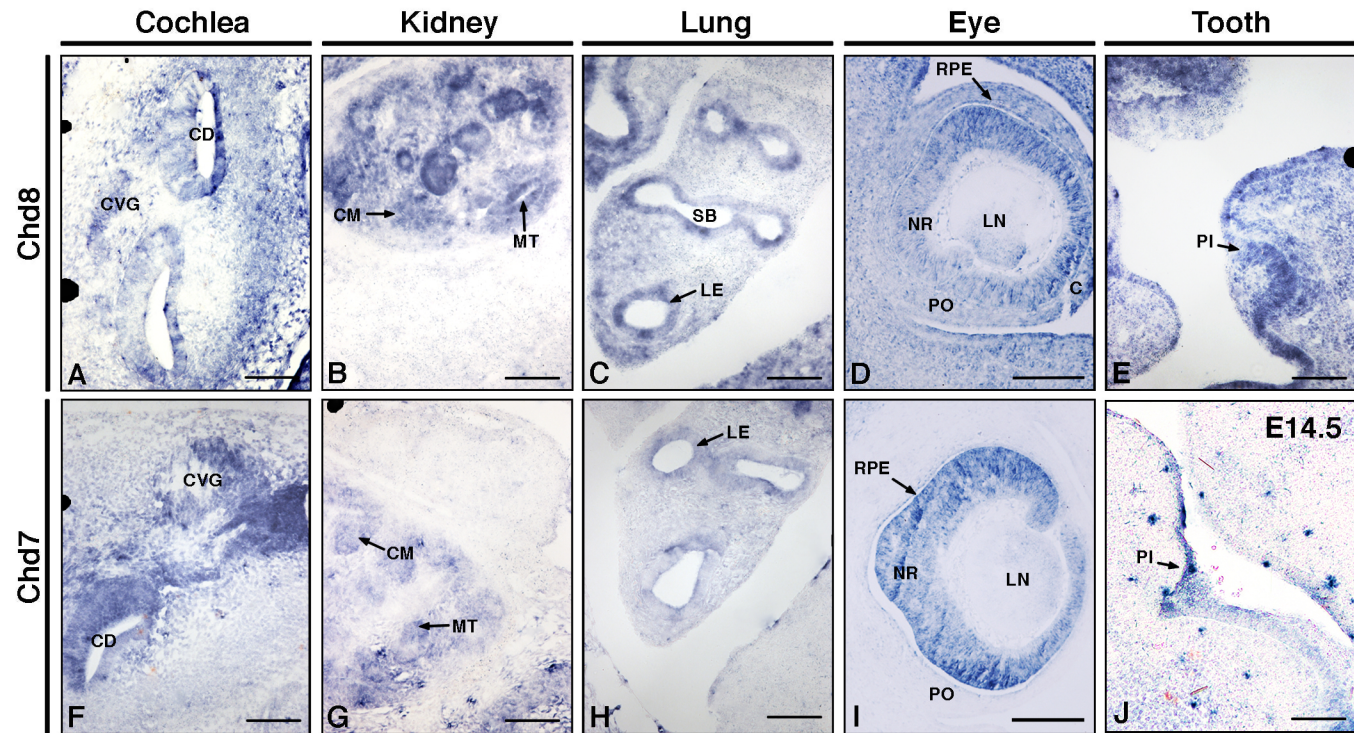 Cochlea Kidney Lung Eye Tooth
Chd8
CD
CVG
A
CM
MT
B
SB
LE
C
RPE
NR
LN
PO
C
D
PI
E
Chd7
CVG
CD
F
CM
MT
G
LE
H
RPE
NR
LN
PO
I
E14.5
PI
J